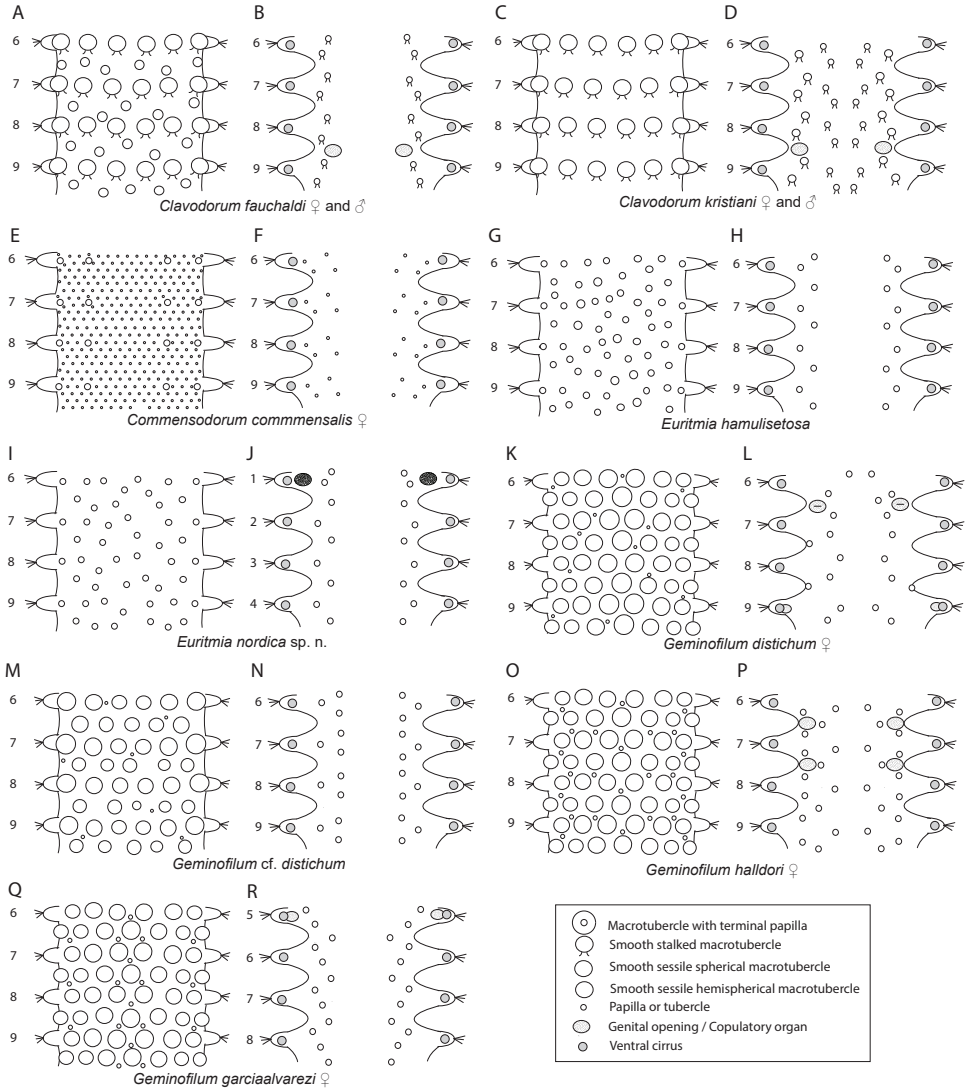 A B C D
6 6 6 6
7 7 7 7
8 8 8 8
9 9 9 9
Clavodorum fauchaldi ♀ and ♂
Clavodorum kristiani ♀ and ♂
E F G H
6 6 6 6
7 7 7 7
8 8 8 8
9 9 9 9
Commensodorum commmensalis ♀
Euritmia hamulisetosa
I J K L
6 1 6 6
7 2 7 7
8 3 8 8
9 4 9 9
Euritmia nordica sp. n.
Geminofilum distichum ♀
M N O P
6 6 6 6
7 7 7 7
8 8 8 8
9 9 9 9
Geminofilum cf. distichum
Geminofilum halldori ♀
Q R
6 5
7 6
8 7
9 8
Geminofilum garciaalvarezi ♀
Macrotubercle with terminal papilla
Smooth stalked macrotubercle
Smooth sessile spherical macrotubercle
Smooth sessile hemispherical macrotubercle
Papilla or tubercle
Genital opening / Copulatory organ
Ventral cirrus